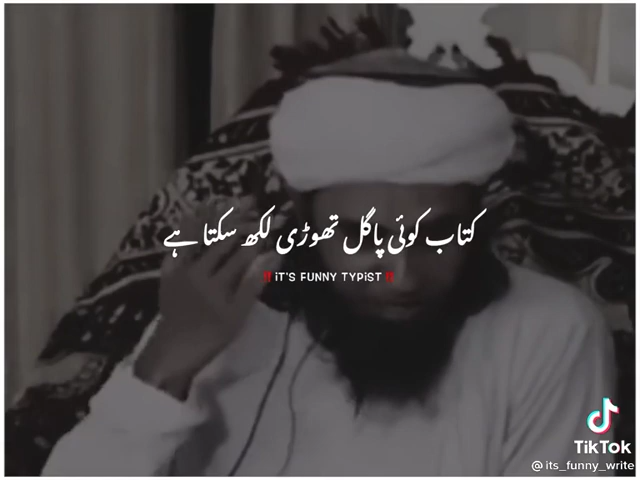 کتاب کوئی پاگل تھوڑی لکھ سکتا ہے
‼️iT'S FUNNY TYPiST‼️
TikTok
@its_funny_write